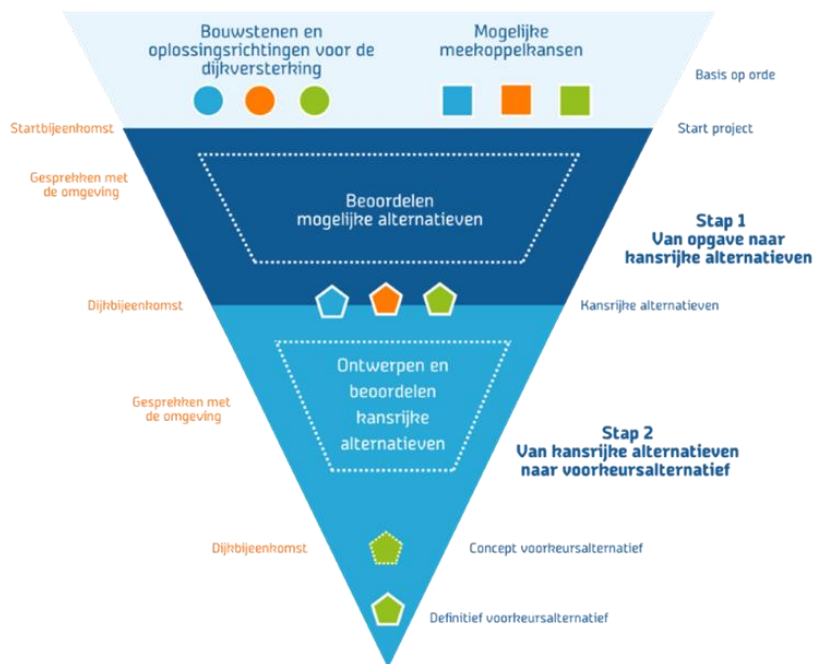 Bouwstenen en
oplossingsrichtingen voor de
dijkversterking
Mogelijke
meekoppelkansen
Basis op orde
Startbijeenkomst
Start project
Gesprekken met
de omgeving
Beoordelen
mogelijke alternatieven
Stap 1
Van opgave naar
kansrijke alternatieven
Dijkbijeenkomst
Kansrijke alternatieven
Ontwerpen en
beoordelen
kansrijke
alternatieven
Gesprekken met
de omgeving
Stap 2
Van kansrijke alternatieven
naar voorkeursalternatief
Dijkbijeenkomst
Concept voorkeursalternatief
Definitief voorkeursalternatief